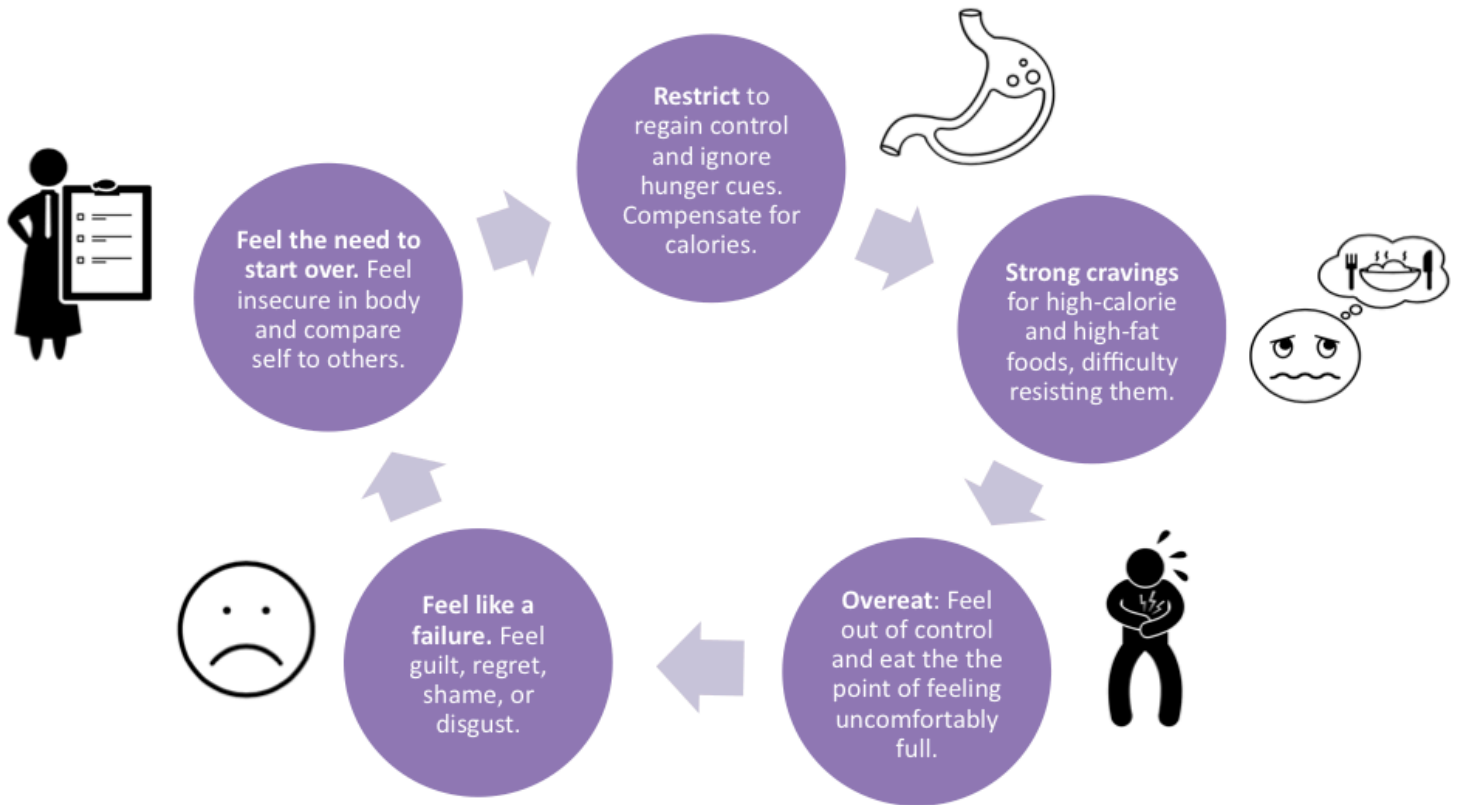 Restrict to
regain control
and ignore
hunger cues.
Compensate for
calories.
Strong cravings
for high-calorie
and high-fat
foods, difficulty
resisting them.
Overeat: Feel
out of control
and eat the the
point of feeling
uncomfortably
full.
Feel like a
failure. Feel
guilt, regret,
shame, or
disgust.
Feel the need to
start over. Feel
insecure in body
and compare
self to others.